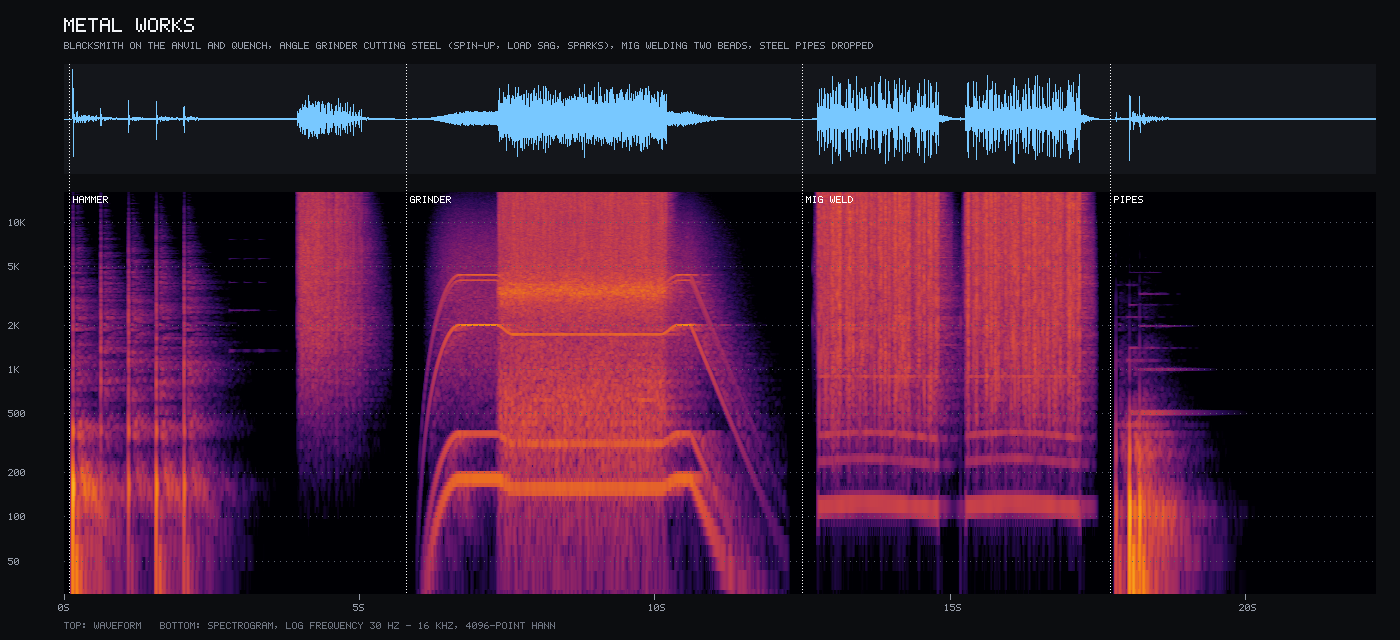 METAL WORKS
BLACKSMITH ON THE ANVIL AND QUENCH, ANGLE GRINDER CUTTING STEEL (SPIN-UP, LOAD SAG, SPARKS), MIG WELDING TWO BEADS, STEEL PIPES DROPPED
HAMMER GRINDER MIG WELD PIPES
10K
5K
2K
1K
500
200
100
50
0S 5S 10S 15S 20S
TOP: WAVEFORM BOTTOM: SPECTROGRAM, LOG FREQUENCY 30 HZ - 16 KHZ, 4096-POINT HANN